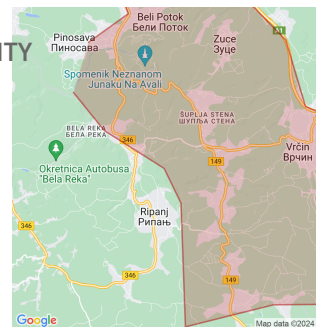 Beli Potok
Бели Поток
Pinosava
Пиносава
Zuce
Зуце
A1
ITY
Spomenik Neznanom
Junaku Na Avali
ŠUPLJA STENA
ШУПЉА СТЕНА
BELA REKA
БЕЛА РЕКА
346
Vrčin
Врчин
149
Okretnica Autobusa
"Bela Reka"
Ripanj
Рипањ
346
346
149
Google
Map data ©2024